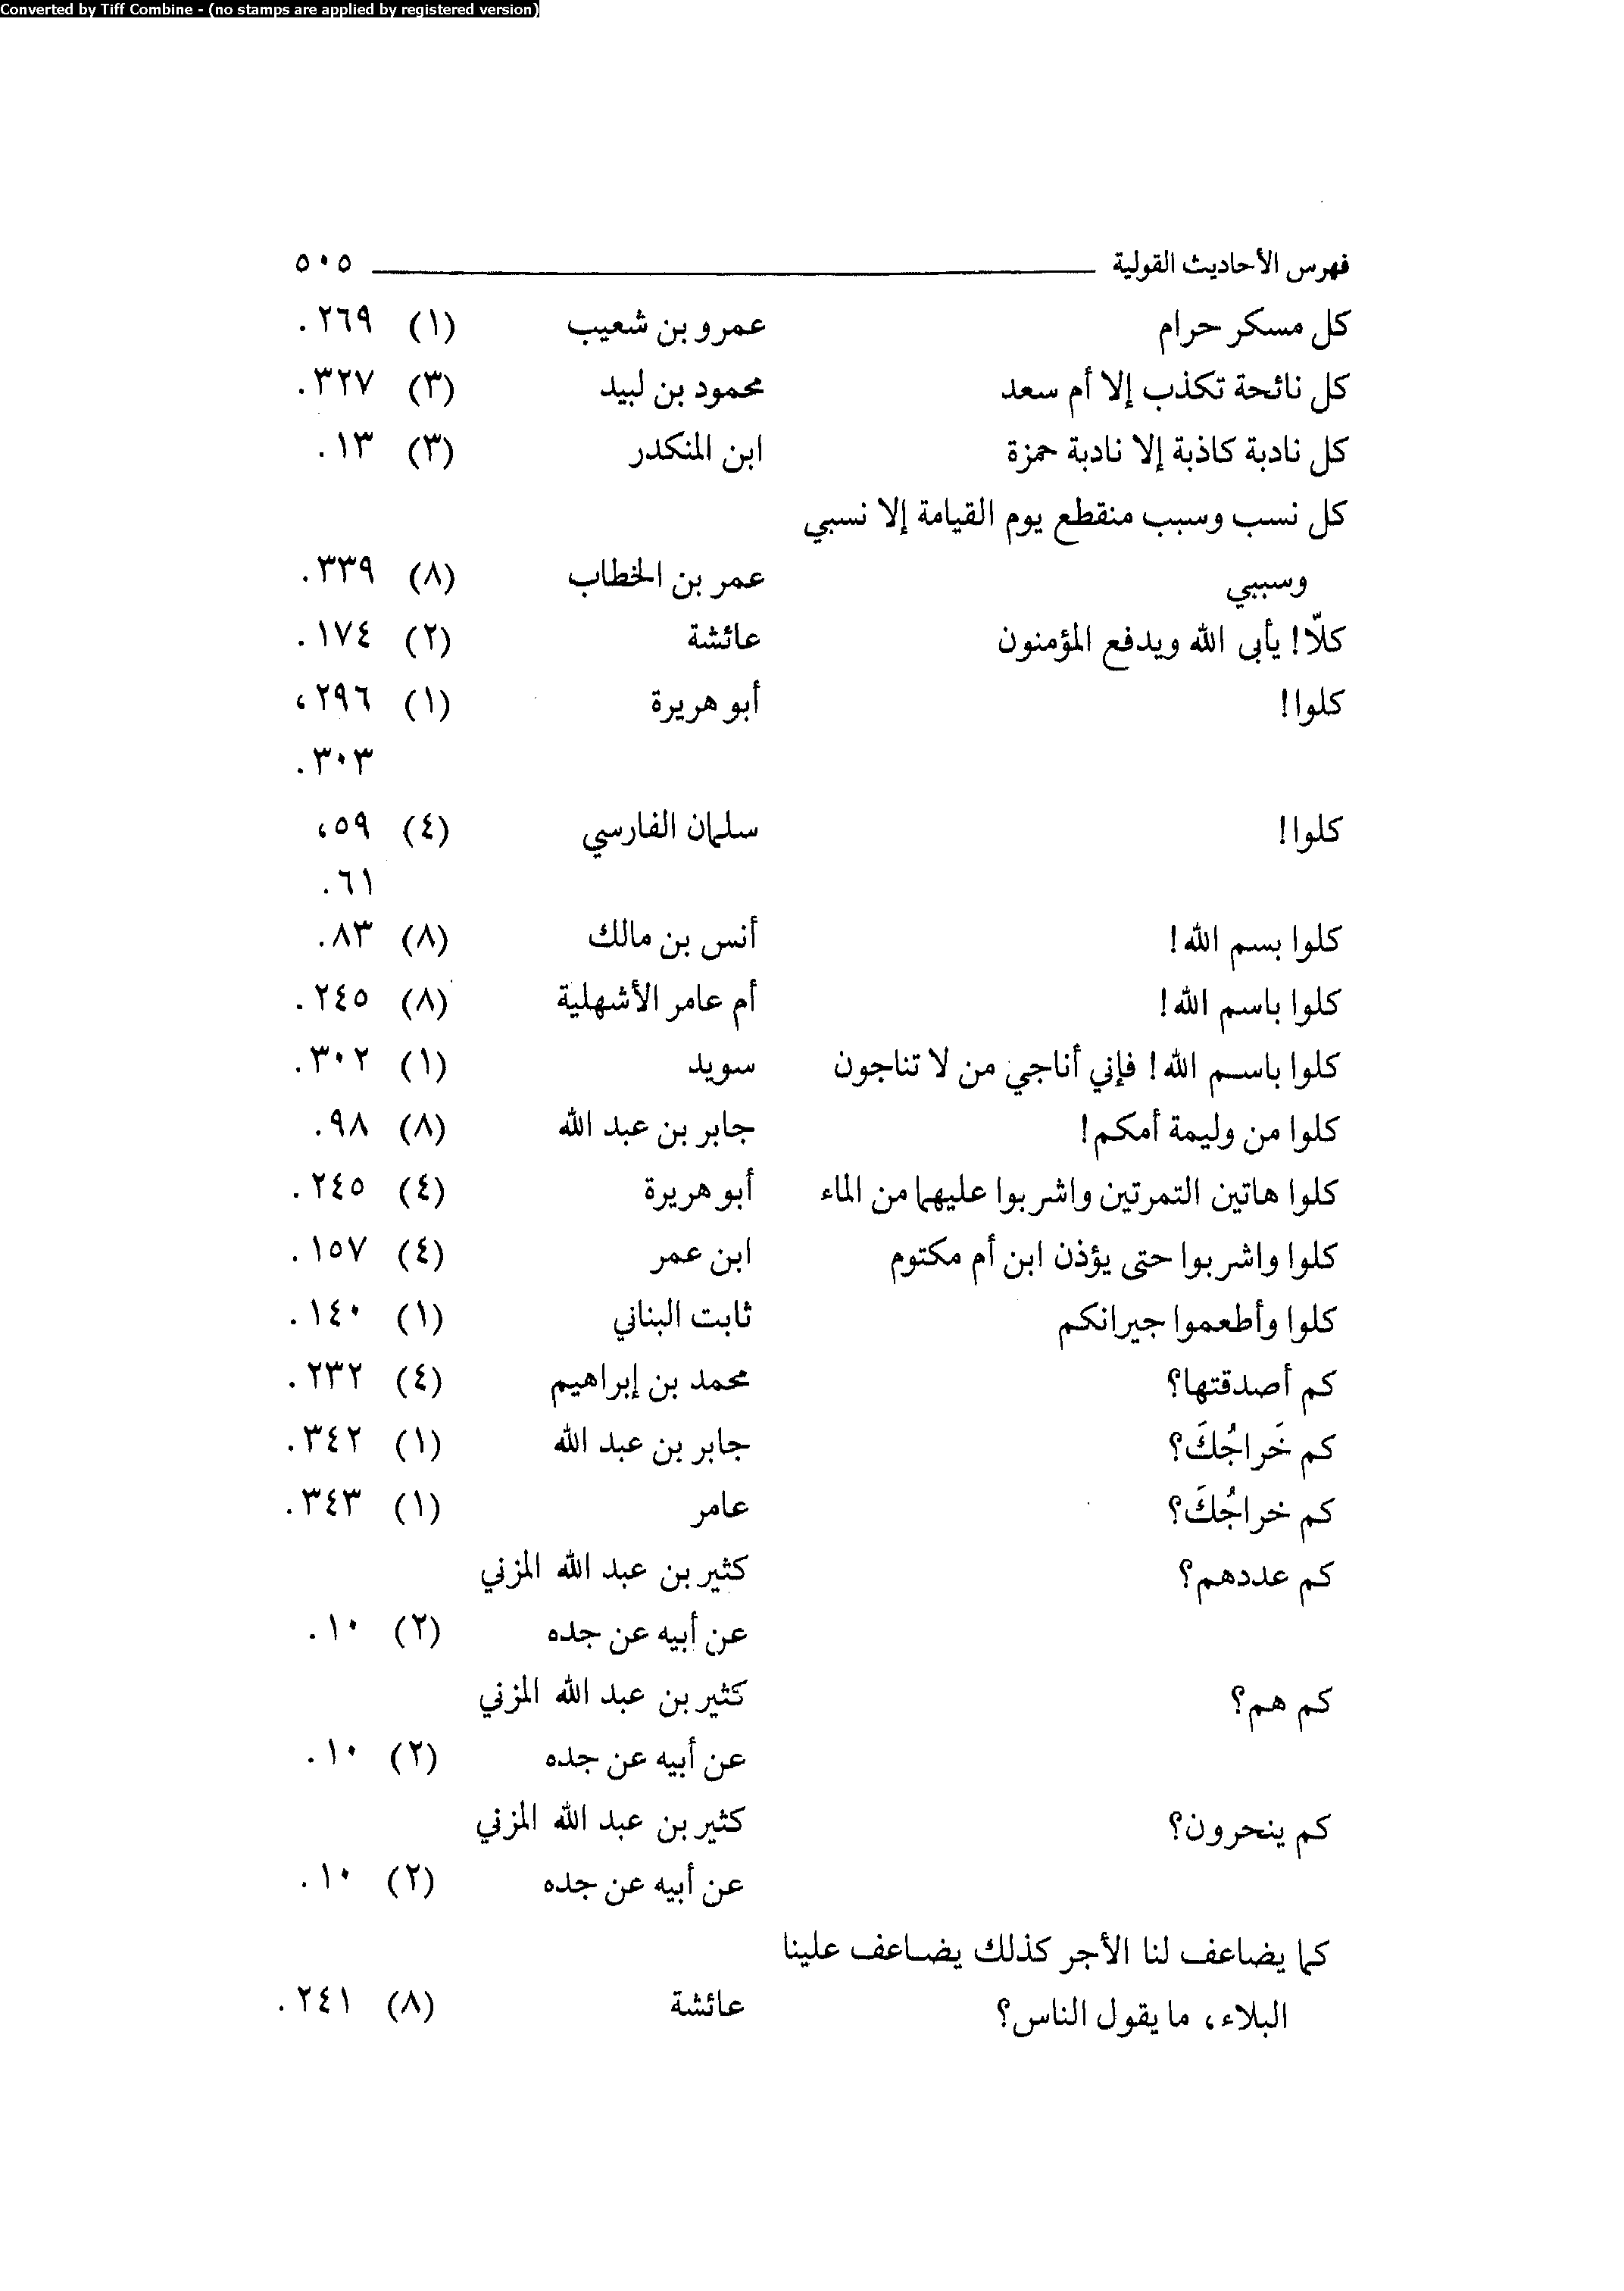 Converted by Tiff Combine - (no stamps are applied by registered version)
فهرس الأحاديث القولية ٥٠٥
كل مسكر حرام عمرو بن شعيب (١) ٢٦٩.
كل نائحة تكذب إلا أم سعد محمود بن لبيد (٣) ٣٢٧.
كل نادبة كاذبة إلا نادبة حمزة ابن المنكدر (٣) ١٣.
كل نسب وسبب منقطع يوم القيامة إلا نسبي
وسببي عمر بن الخطاب (٨) ٣٣٩.
كلّا! يأبى الله ويدفع المؤمنون عائشة (٢) ١٧٤.
كلوا! أبو هريرة (١) ٢٩٦،
٣٠٣.
كلوا! سلمان الفارسي (٤) ٥٩،
٦١.
كلوا بسم الله! أنس بن مالك (٨) ٨٣.
كلوا باسم الله! أم عامر الأشهلية (٨) ٢٤٥.
كلوا باسم الله! فإني أناجي من لا تناجون سويد (١) ٣٠٢.
كلوا من وليمة أمكم! جابر بن عبد الله (٨) ٩٨.
كلوا هاتين التمرتين واشربوا عليهما من الماء أبو هريرة (٤) ٢٤٥.
كلوا واشربوا حتى يؤذن ابن أم مكتوم ابن عمر (٤) ١٥٧.
كلوا وأطعموا جيرانكم ثابت البناني (١) ١٤٠.
كم أصدقتها؟ محمد بن إبراهيم (٤) ٢٣٢.
كم خَراجُكَ؟ جابر بن عبد الله (١) ٣٤٢.
كم خراجُكَ؟ عامر (١) ٣٤٣.
كم عددهم؟ كثير بن عبد الله المزني
عن أبيه عن جده (٢) ١٠.
كم هم؟ كثير بن عبد الله المزني
عن أبيه عن جده (٢) ١٠.
كم ينحرون؟ كثير بن عبد الله المزني
عن أبيه عن جده (٢) ١٠.
كما يضاعف لنا الأجر كذلك يضاعف علينا
البلاء، ما يقول الناس؟ عائشة (٨) ٢٤١.